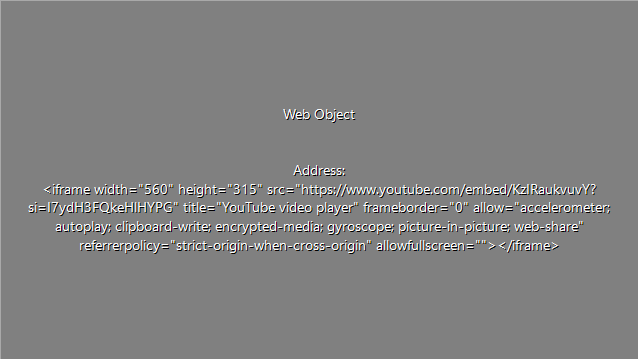 Web Object
Address:
<iframe width="560" height="315" src="https://www.youtube.com/embed/KzlRaukvuvY?
si=I7ydH3FQkeHlHYPG" title="YouTube video player" frameborder="0" allow="accelerometer;
autoplay; clipboard-write; encrypted-media; gyroscope; picture-in-picture; web-share"
referrerpolicy="strict-origin-when-cross-origin" allowfullscreen=""></iframe>